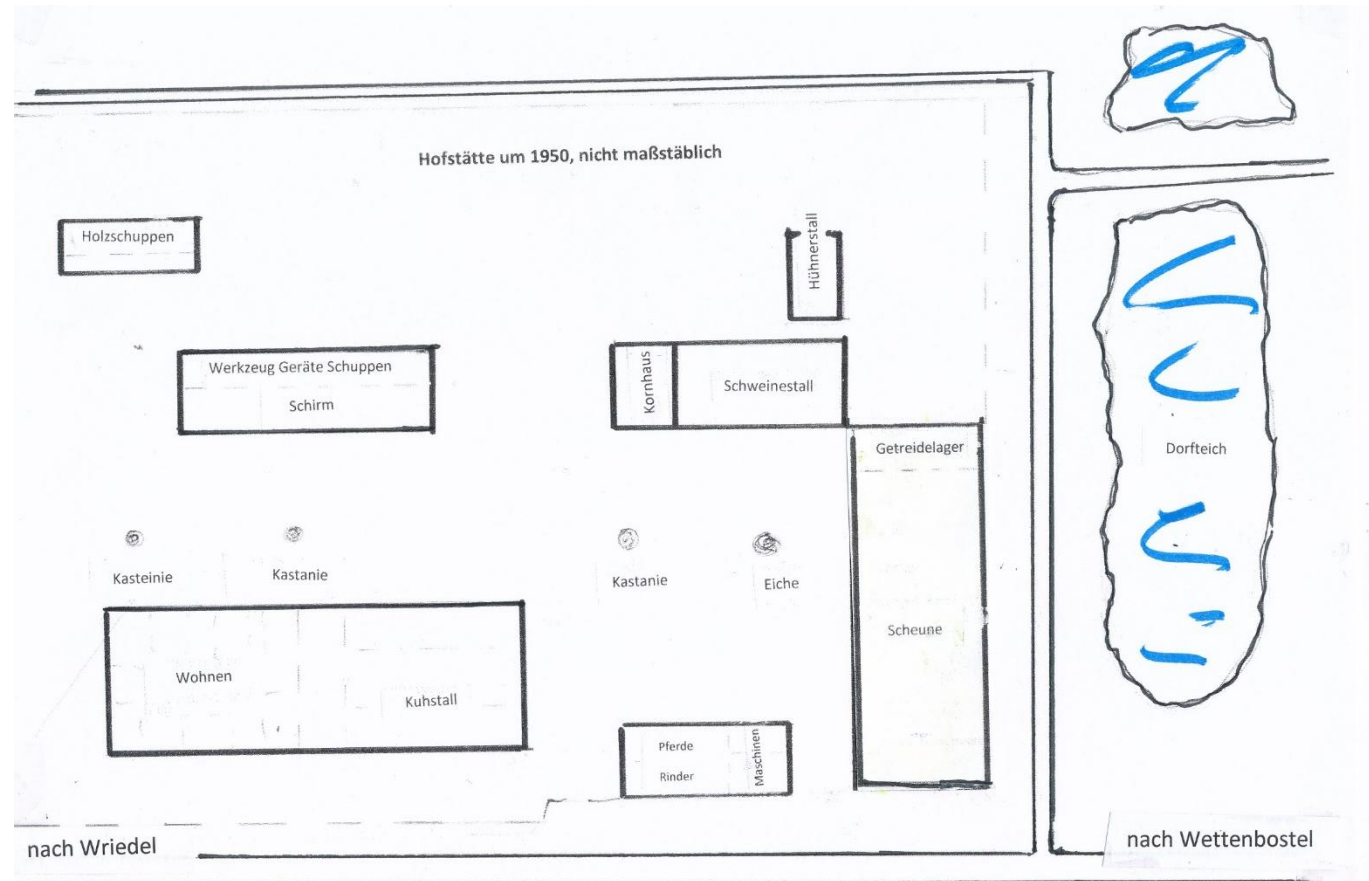 Hofstätte um 1950, nicht maßstäblich
Holzschuppen
Hühnerstall
Werkzeug Geräte Schuppen
Schirm
Kornhaus
Schweinestall
Getreidelager
Dorfteich
Kasteinie
Kastanie
Kastanie
Eiche
Scheune
Wohnen
Kuhstall
Pferde
Rinder
Maschinen
nach Wriedel
nach Wettenbostel